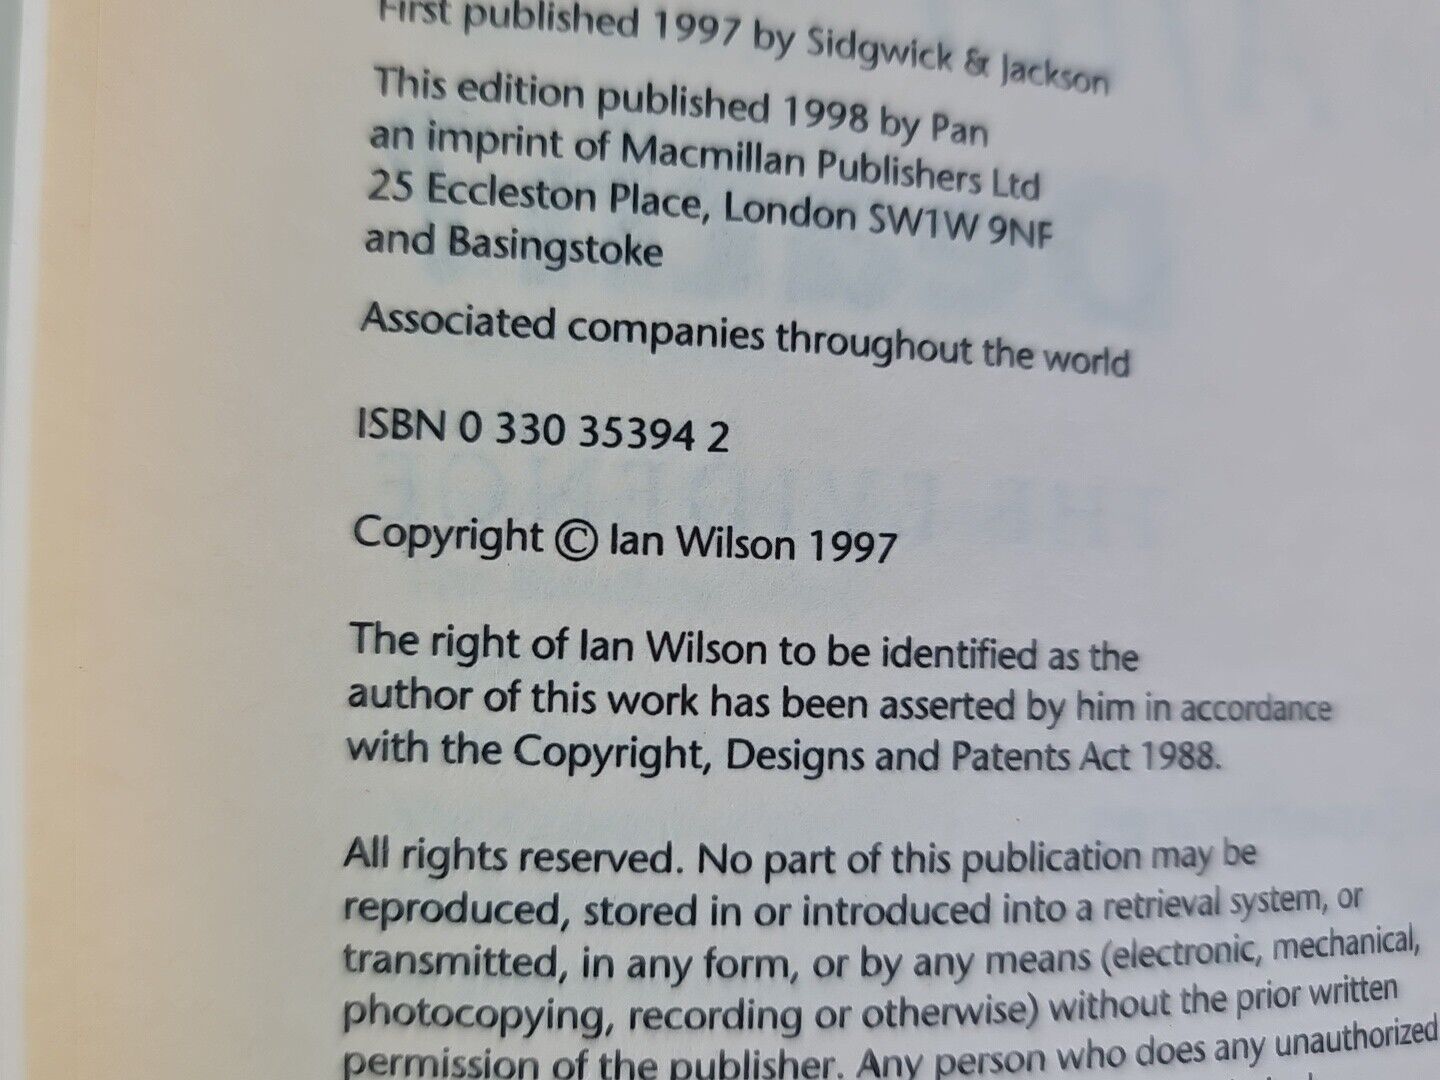 First published 1997 by Sidgwick & Jackson
This edition published 1998 by Pan
an imprint of Macmillan Publishers Ltd
25 Eccleston Place, London SW1W 9NF
and Basingstoke
Associated companies throughout the world
ISBN 0 330 35394 2
Copyright © Ian Wilson 1997
The right of Ian Wilson to be identified as the
author of this work has been asserted by him in accordance
with the Copyright, Designs and Patents Act 1988.
All rights reserved. No part of this publication may be
reproduced, stored in or introduced into a retrieval system, or
transmitted, in any form, or by any means (electronic, mechanical,
photocopying, recording or otherwise) without the prior written
permission of the publisher. Any person who does any unauthorized